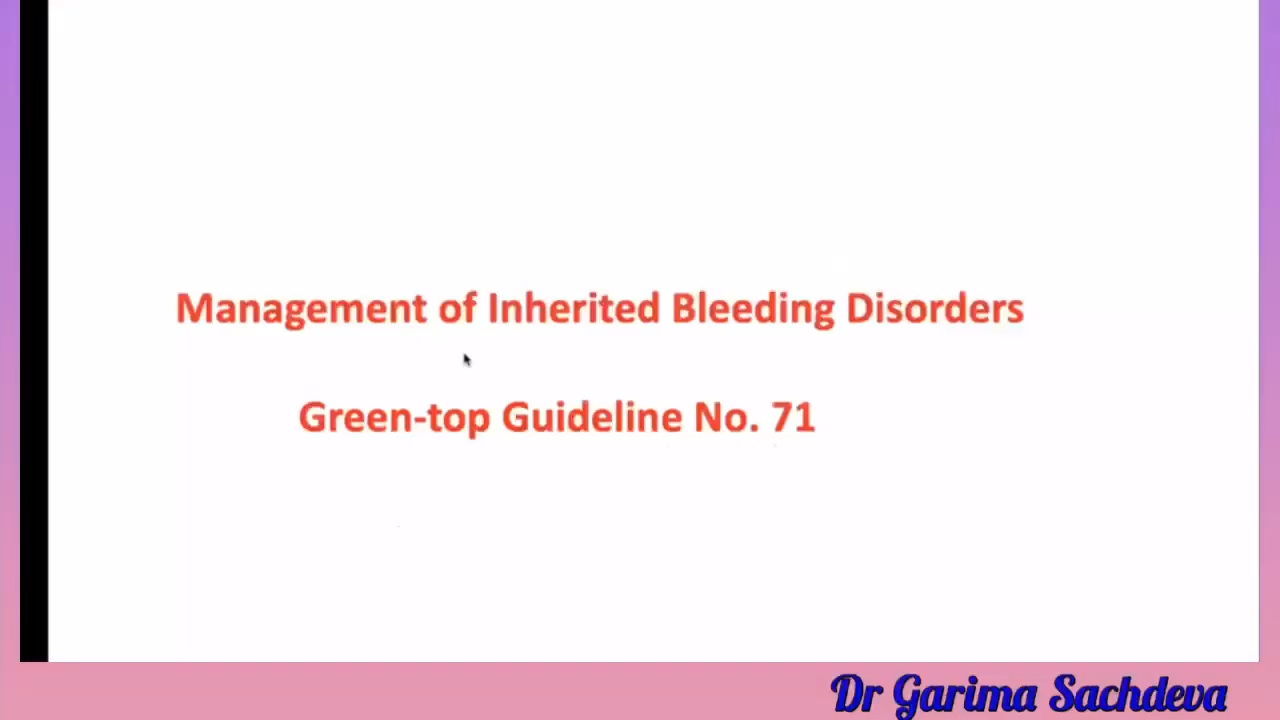 Management of Inherited Bleeding Disorders
Green-top Guideline No. 71
Dr Garima Sachdeva